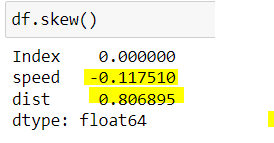 df.skew()
Index 0.000000
speed -0.117510
dist 0.806895
dtype: float64